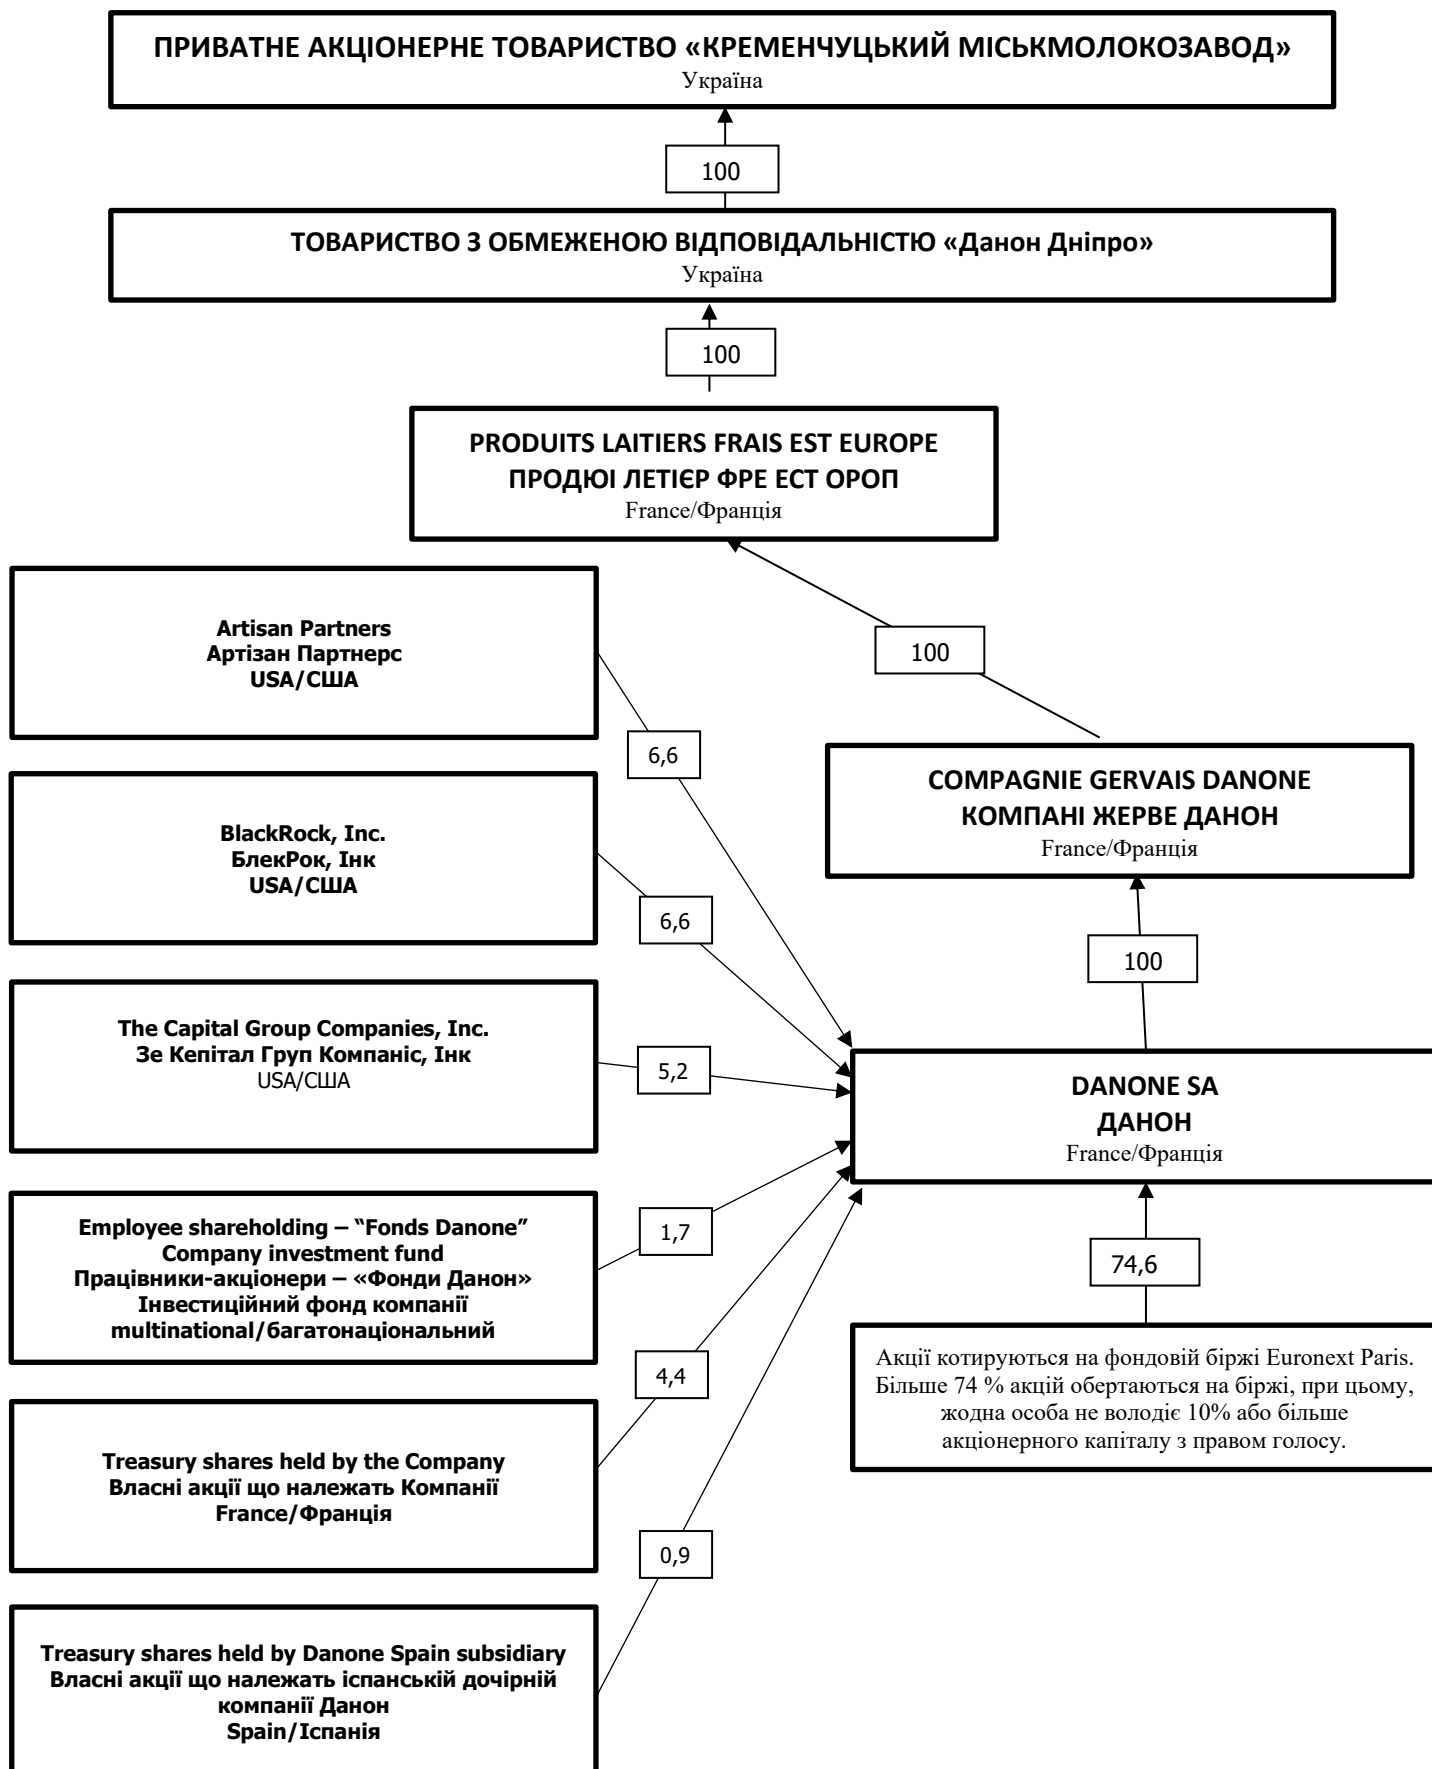 ПРИВАТНЕ АКЦІОНЕРНЕ ТОВАРИСТВО «КРЕМЕНЧУЦЬКИЙ МІСЬКМОЛОКОЗАВОД»
Україна
100
ТОВАРИСТВО З ОБМЕЖЕНОЮ ВІДПОВІДАЛЬНІСТЮ «Данон Дніпро»
Україна
100
PRODUITS LAITIERS FRAIS EST EUROPE
ПРОДЮІ ЛЕТІЄР ФРЕ ЕСТ ОРОП
France/Франція
100
Artisan Partners
Артізан Партнерс
USA/США
6,6
COMPAGNIE GERVAIS DANONE
КОМПАНІ ЖЕРВЕ ДАНОН
France/Франція
BlackRock, Inc.
БлекРок, Інк
USA/США
6,6
100
The Capital Group Companies, Inc.
Зе Кепітал Груп Компаніс, Інк
USA/США
5,2
DANONE SA
ДАНОН
France/Франція
Employee shareholding – “Fonds Danone”
Company investment fund
Працівники-акціонери – «Фонди Данон»
Інвестиційний фонд компанії
multinational/багатонаціональний
1,7
74,6
Акції котируються на фондовій біржі Euronext Paris.
Більше 74 % акцій обертаються на біржі, при цьому,
жодна особа не володіє 10% або більше
акціонерного капіталу з правом голосу.
4,4
Treasury shares held by the Company
Власні акції що належать Компанії
France/Франція
0,9
Treasury shares held by Danone Spain subsidiary
Власні акції що належать іспанській дочірній
компанії Данон
Spain/Іспанія